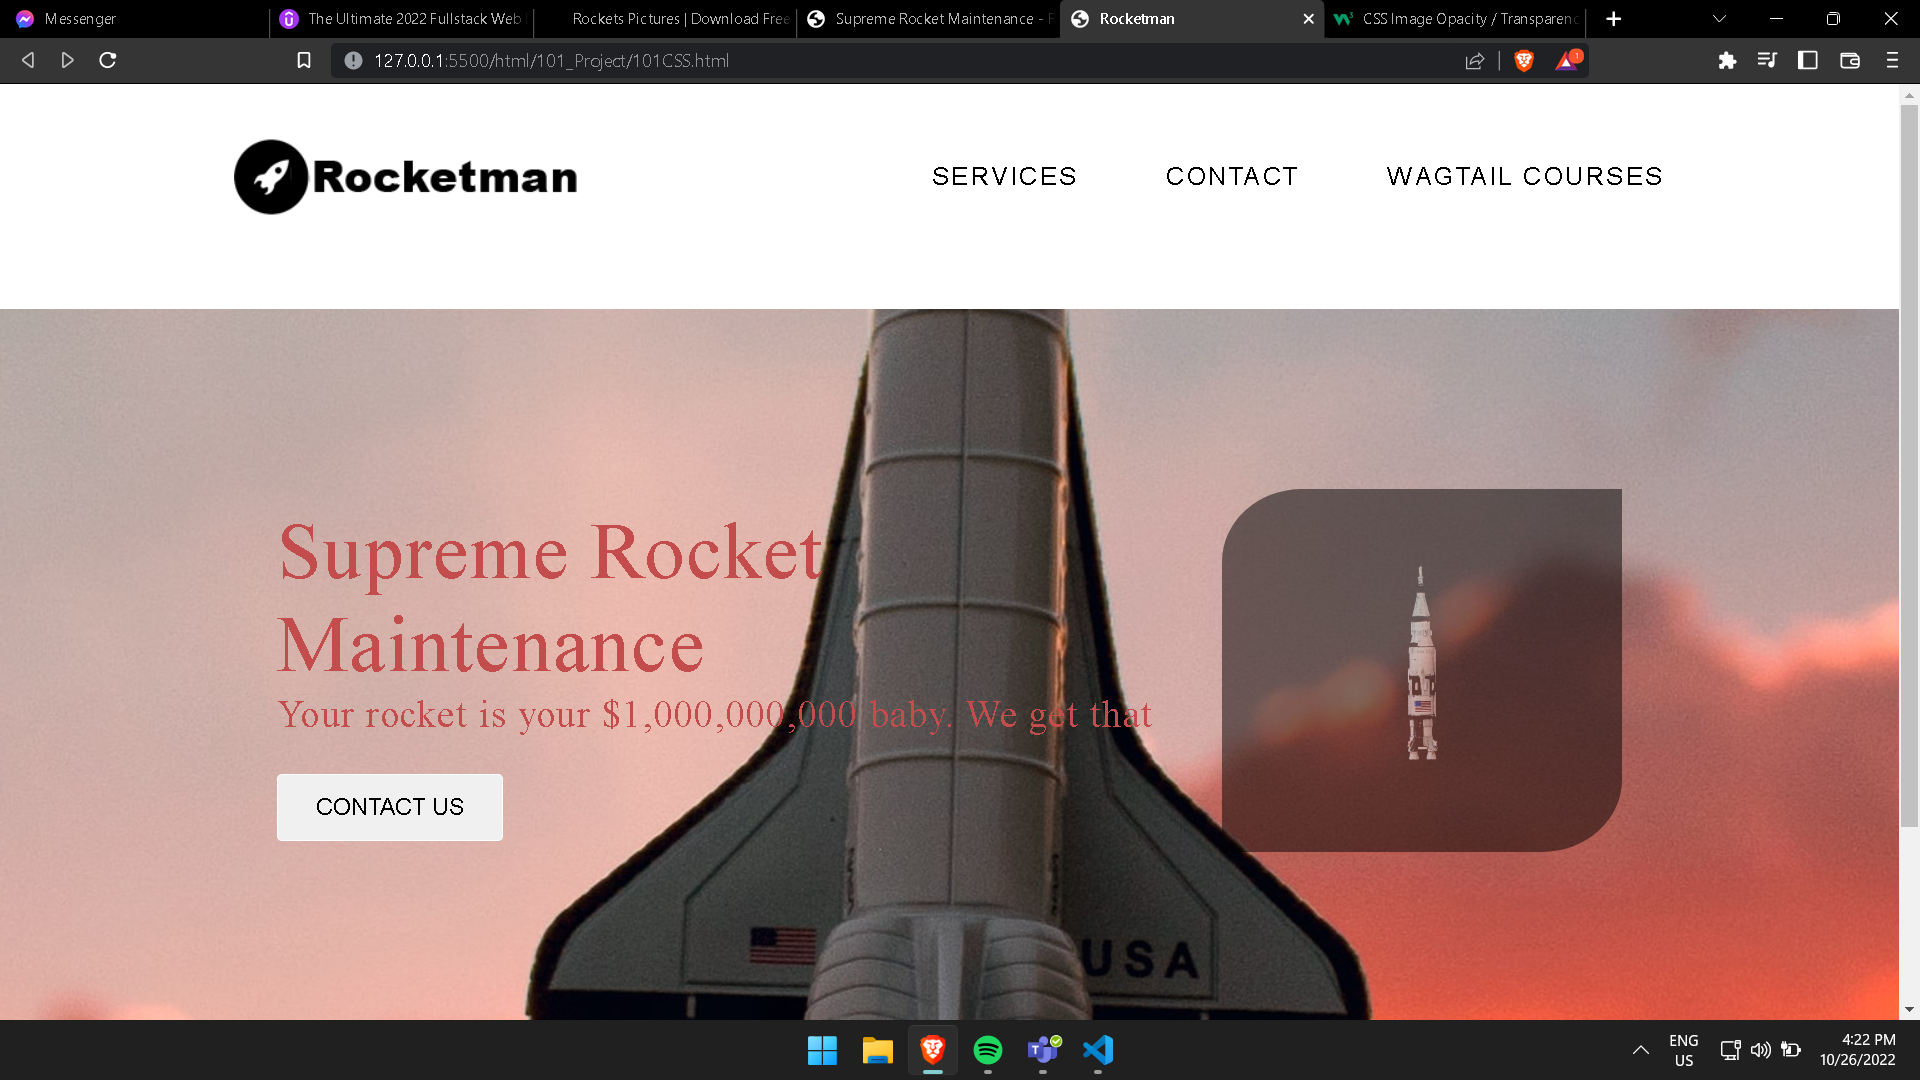 Messenger
The Ultimate 2022 Fullstack Web
Rockets Pictures | Download Free
Supreme Rocket Maintenance -
Rocketman
CSS Image Opacity / Transparenc
127.0.0.1:5500/html/101_Project/101CSS.html
1
Rocketman
SERVICES
CONTACT
WAGTAIL COURSES
Supreme Rocket
Maintenance
Your rocket is your $1,000,000,000 baby. We get that
CONTACT US
USA
ENG
US
4:22 PM
10/26/2022